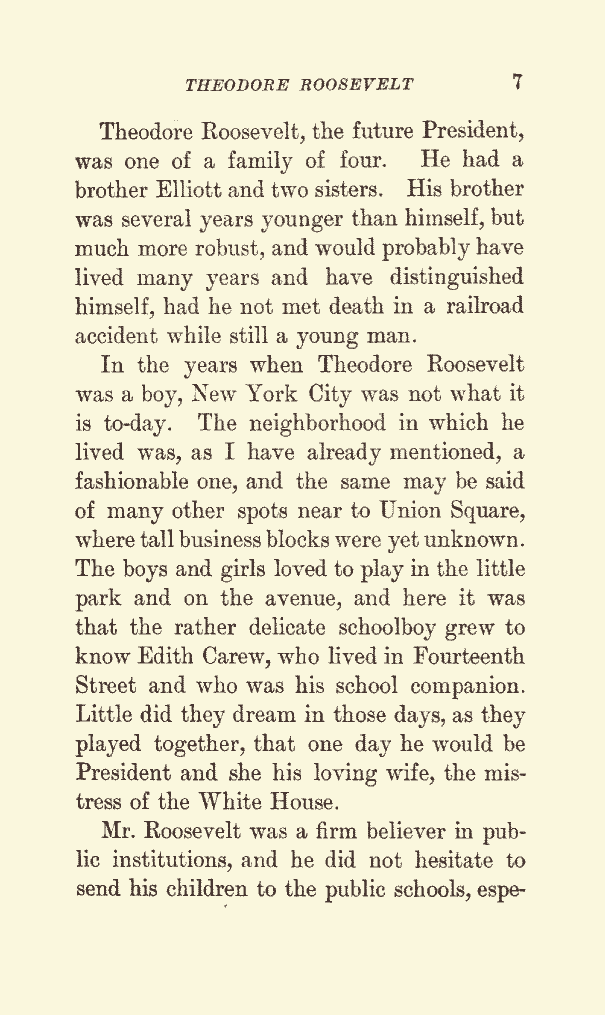 THEODORE ROOSEVELT 7
Theodore Roosevelt, the future President,
was one of a family of four. He had a
brother Elliott and two sisters. His brother
was several years younger than himself, but
much more robust, and would probably have
lived many years and have distinguished
himself, had he not met death in a railroad
accident while still a young man.
In the years when Theodore Roosevelt
was a boy, New York City was not what it
is to-day. The neighborhood in which he
lived was, as I have already mentioned, a
fashionable one, and the same may be said
of many other spots near to Union Square,
where tall business blocks were yet unknown.
The boys and girls loved to play in the little
park and on the avenue, and here it was
that the rather delicate schoolboy grew to
know Edith Carew, who lived in Fourteenth
Street and who was his school companion.
Little did they dream in those days, as they
played together, that one day he would be
President and she his loving wife, the mis-
tress of the White House.
Mr. Roosevelt was a firm believer in pub-
lic institutions, and he did not hesitate to
send his children to the public schools, espe-